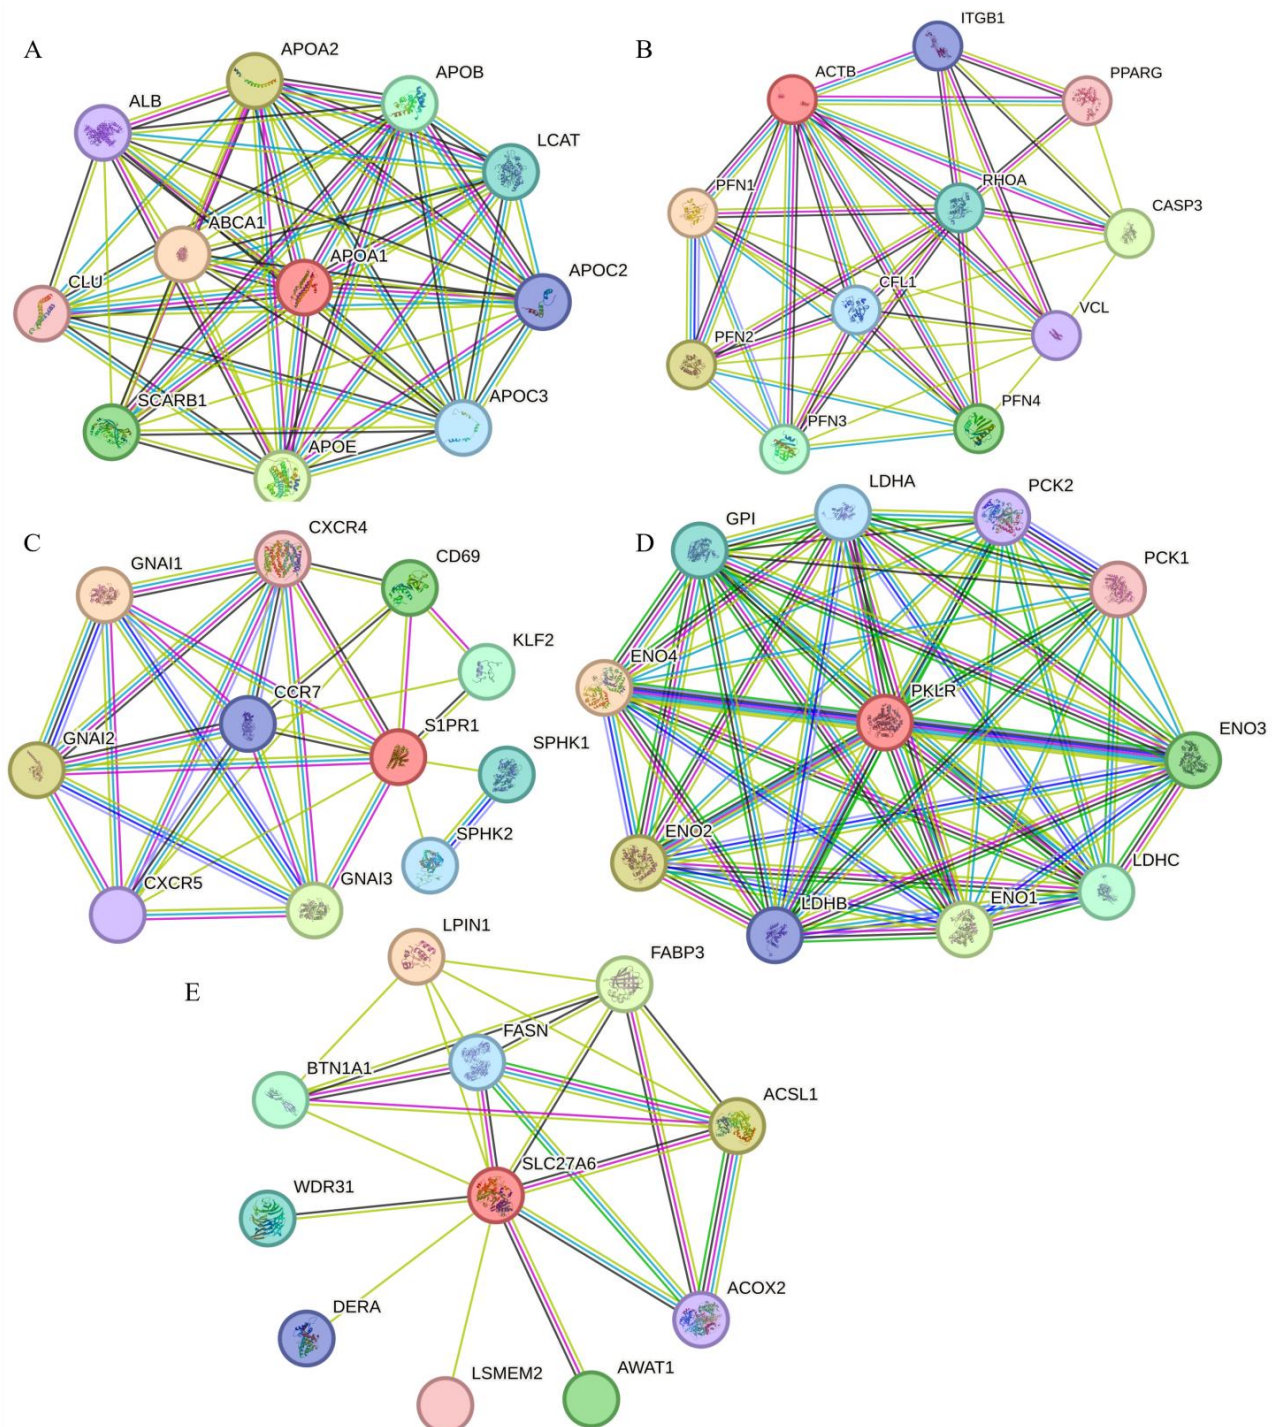 A
APOA2
APOB
ALB
LCAT
ABCA1
APOA1
CLU
APOC2
SCARB1
APOC3
APOE
B
ITGB1
ACTB
PPARG
PFN1
RHOA
CASP3
CFL1
VCL
PFN2
PFN3
PFN4
C
CXCR4
GNAI1
CD69
KLF2
CCR7
S1PR1
GNAI2
SPHK1
SPHK2
CXCR5
GNAI3
D
LDHA
PCK2
GPI
PCK1
ENO4
PKLR
ENO3
ENO2
LDHC
LDHB
ENO1
E
LPIN1
FABP3
FASN
BTN1A1
ACSL1
SLC27A6
WDR31
ACOX2
DERA
LSMEM2
AWAT1